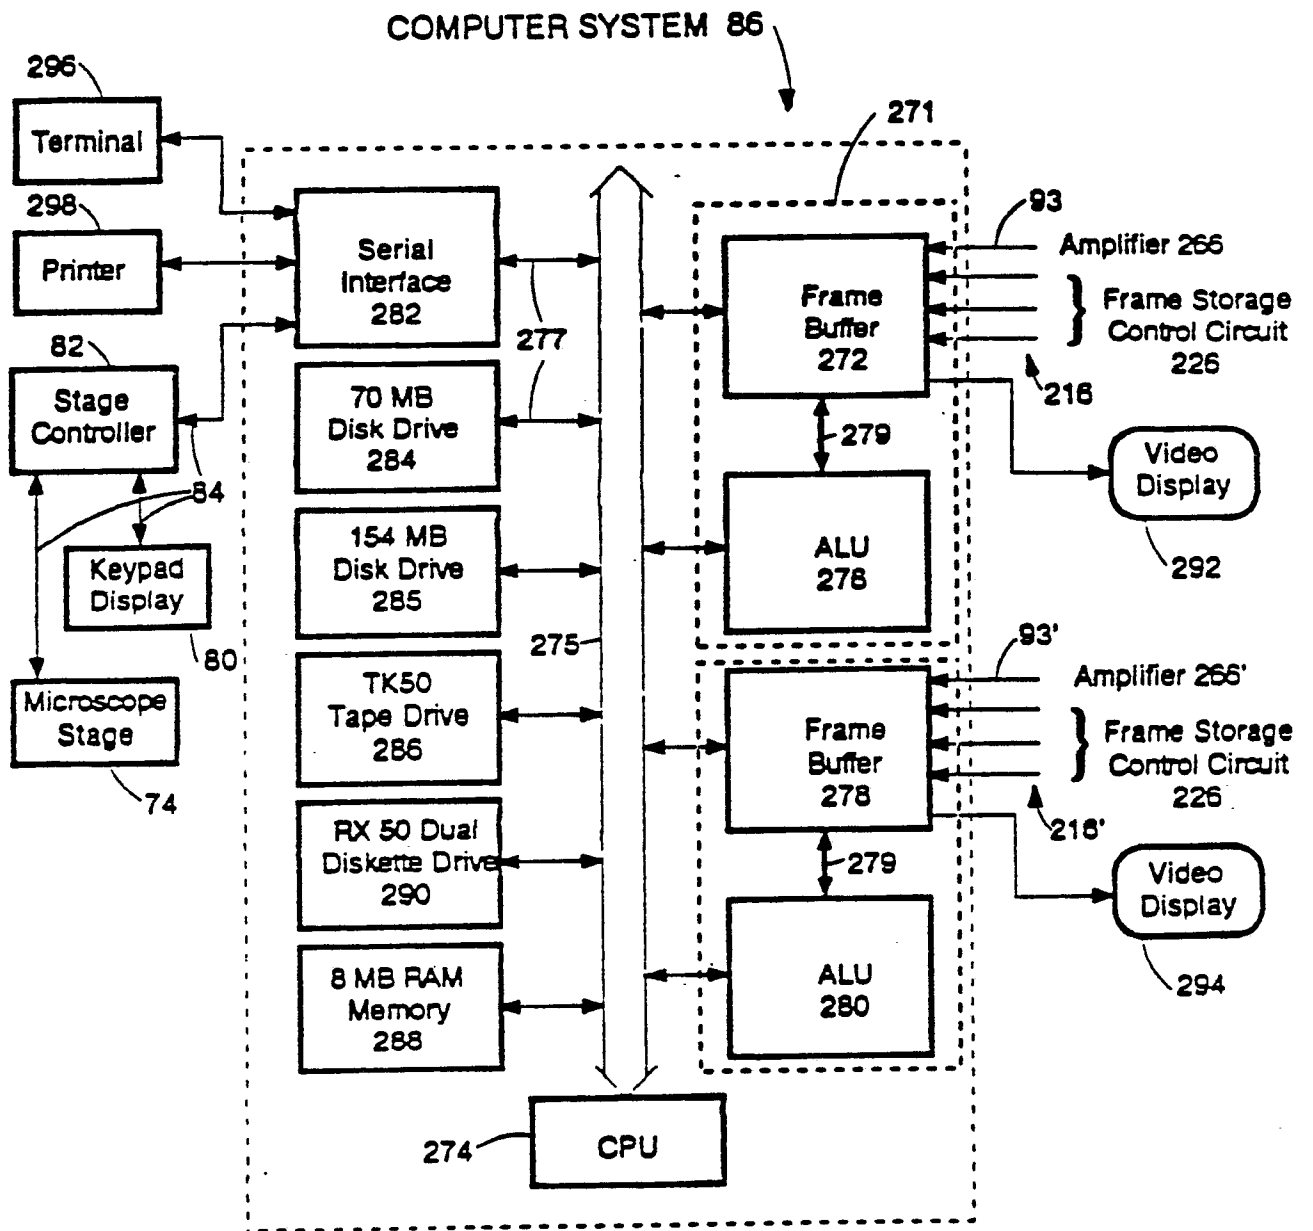 COMPUTER SYSTEM 86
296
Terminal
298
Printer
82
Stage
Controller
84
Keypad
Display
80
Microscope
Stage
74
Serial
Interface
282
277
70 MB
Disk Drive
284
154 MB
Disk Drive
285
275
TK50
Tape Drive
286
RX 50 Dual
Diskette Drive
290
8 MB RAM
Memory
288
274
CPU
271
Frame
Buffer
272
279
ALU
276
93
Amplifier 266
} Frame Storage
Control Circuit
226
216
Video
Display
292
Frame
Buffer
278
279
ALU
280
93'
Amplifier 266'
} Frame Storage
Control Circuit
226
216'
Video
Display
294